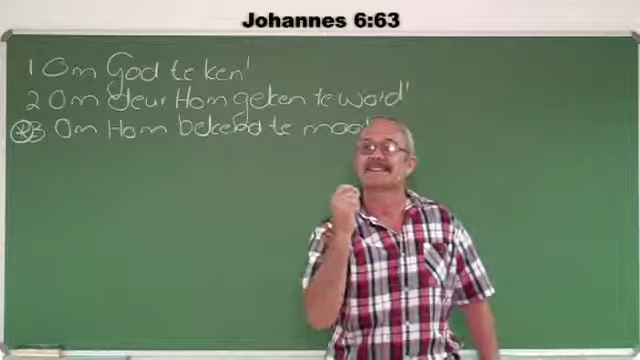 Johannes 6:63
1 Om God te ken
2 Om deur Hom geken te word
3 Om Hom bekend te maak